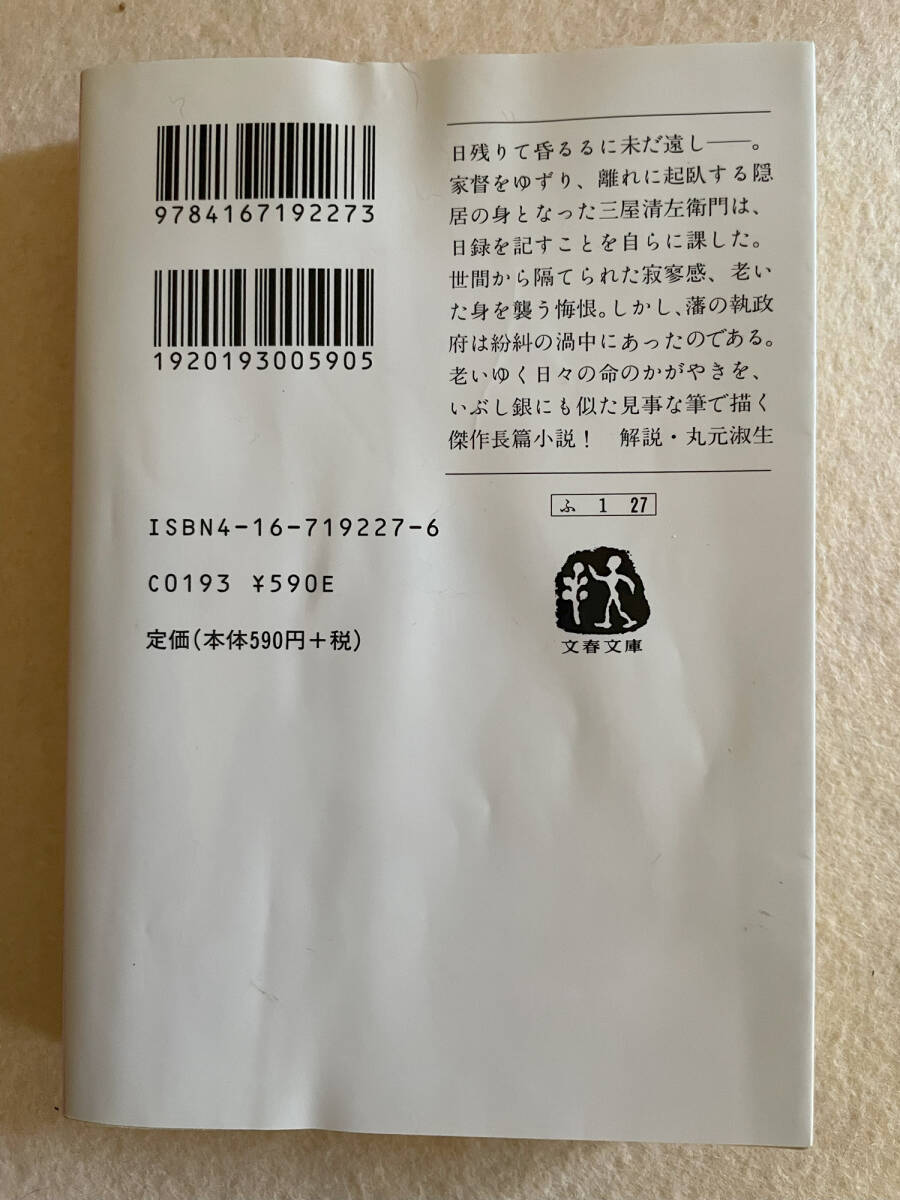 9784167192273
1920193005905
ISBN4-16-719227-6
C0193 ¥590E
定価(本体590円+税)
日残りて昏るるに未だ遠し――。
家督をゆずり、離れに起臥する隠
居の身となった三屋清左衛門は、
日録を記すことを自らに課した。
世間から隔てられた寂寥感、老い
た身を襲う悔恨。しかし、藩の執政
府は紛糾の渦中にあったのである。
老いゆく日々の命のかがやきを、
いぶし銀にも似た見事な筆で描く
傑作長篇小説! 解説・丸元淑生
ふ 1 27
文春文庫